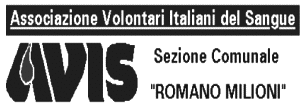 Associazione Volontari Italiani del Sangue
AVIS
Sezione Comunale
"ROMANO MILIONI"